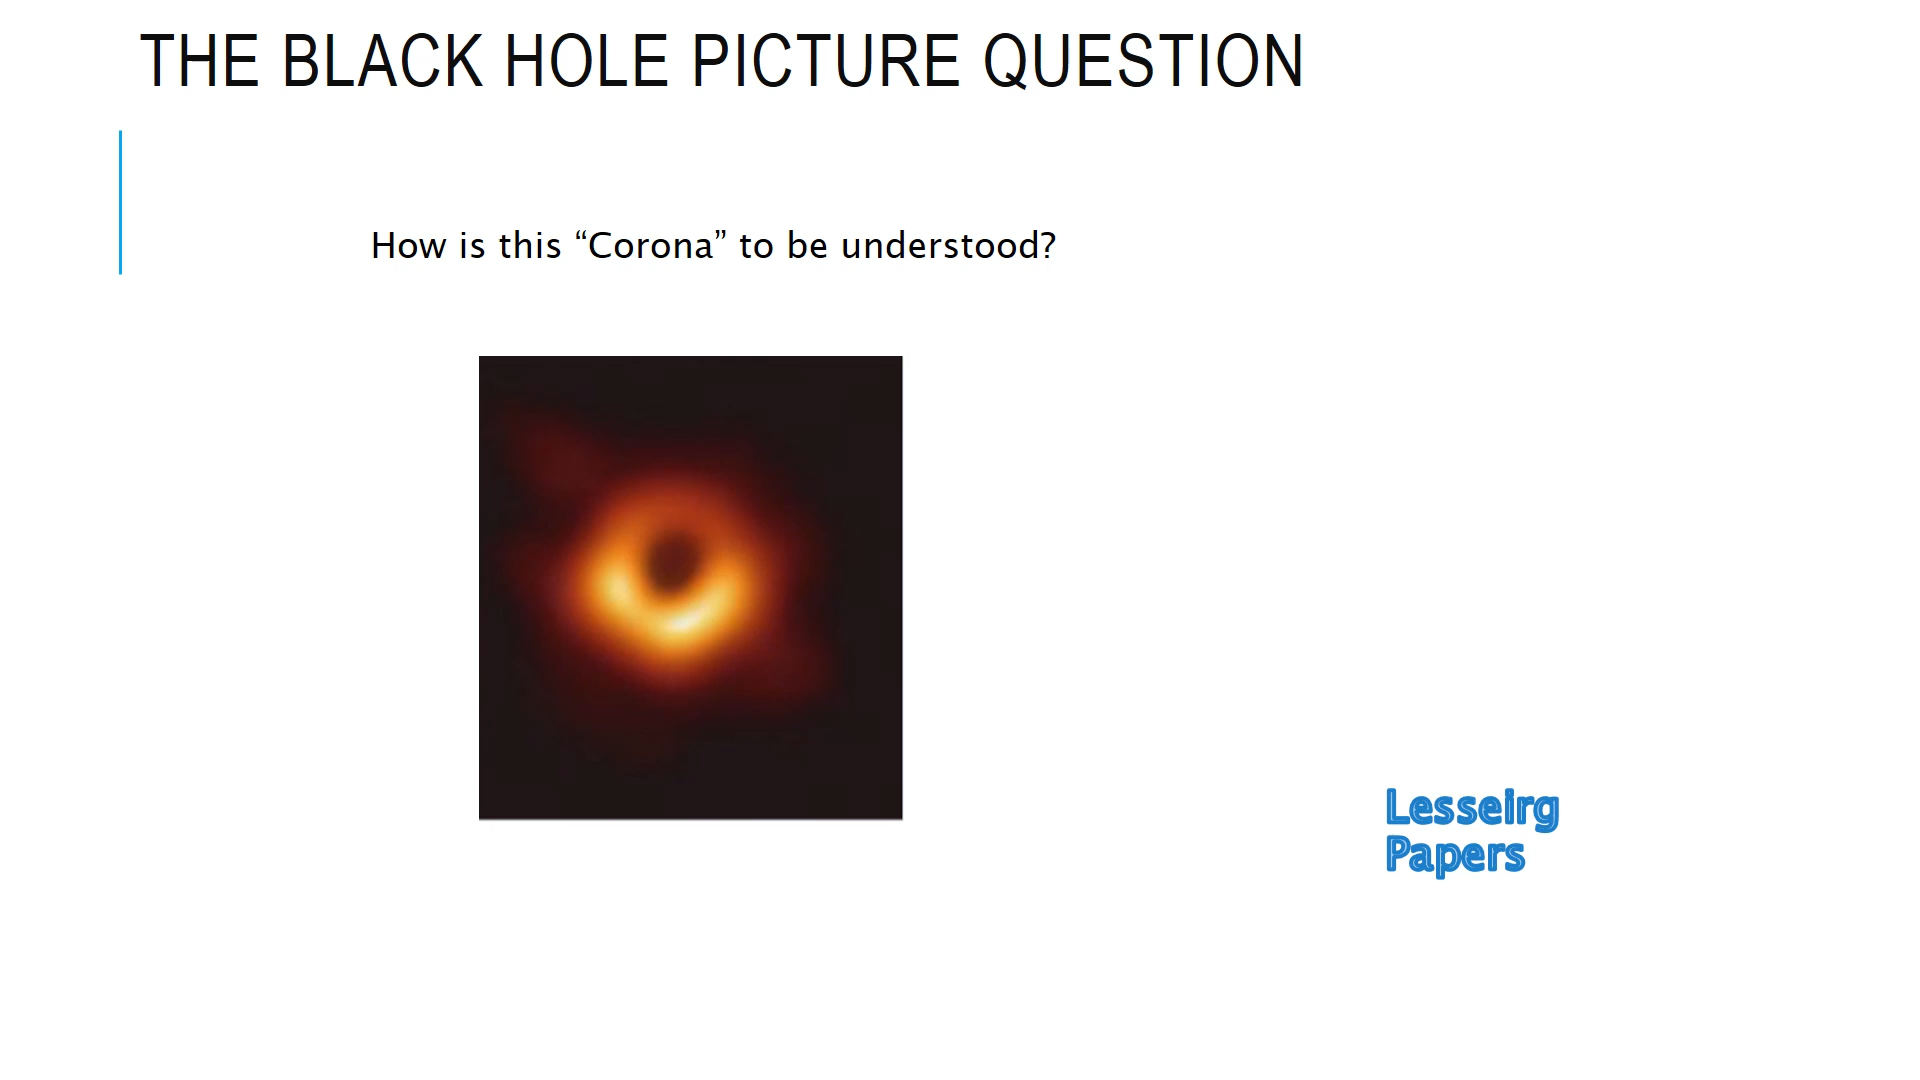 THE BLACK HOLE PICTURE QUESTION
How is this “Corona” to be understood?
Lesseirg
Papers